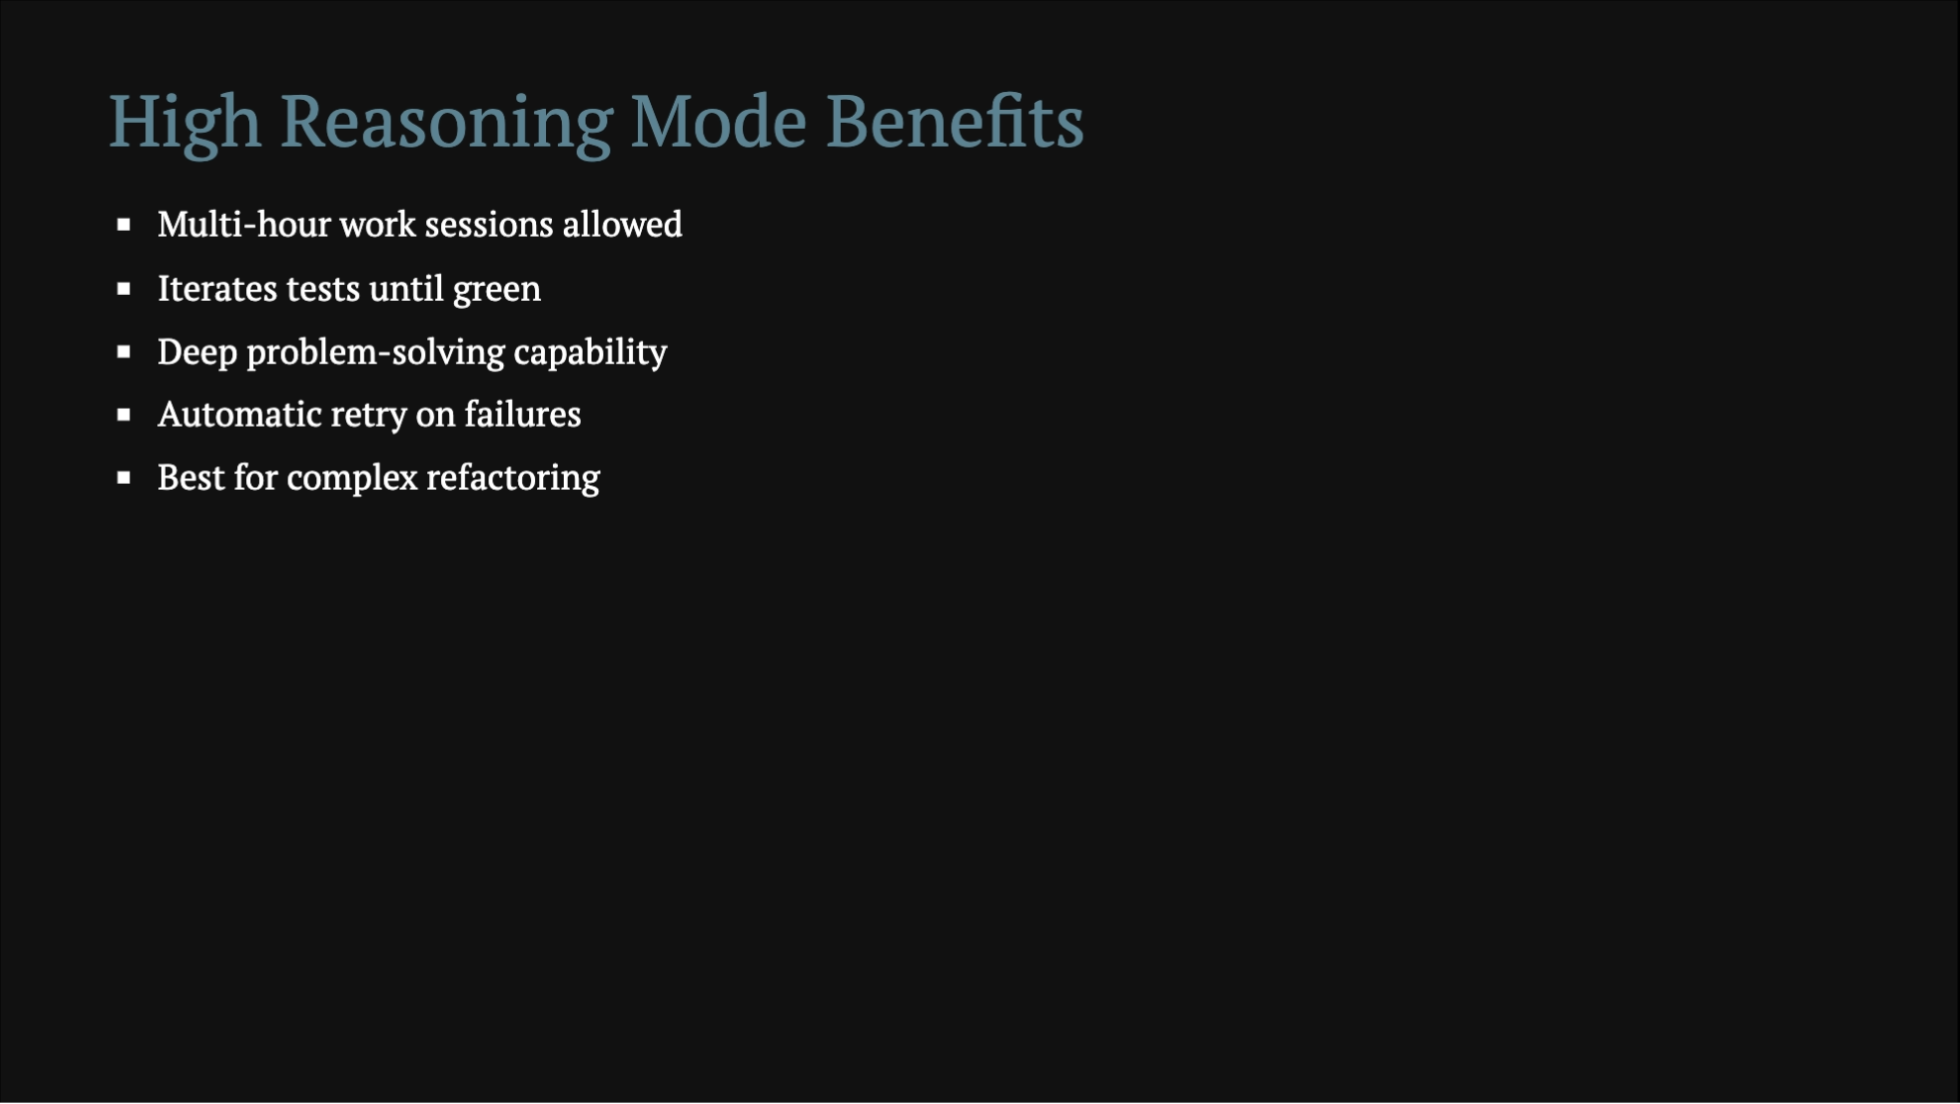 High Reasoning Mode Benefits
▪ Multi-hour work sessions allowed
▪ Iterates tests until green
▪ Deep problem-solving capability
▪ Automatic retry on failures
▪ Best for complex refactoring